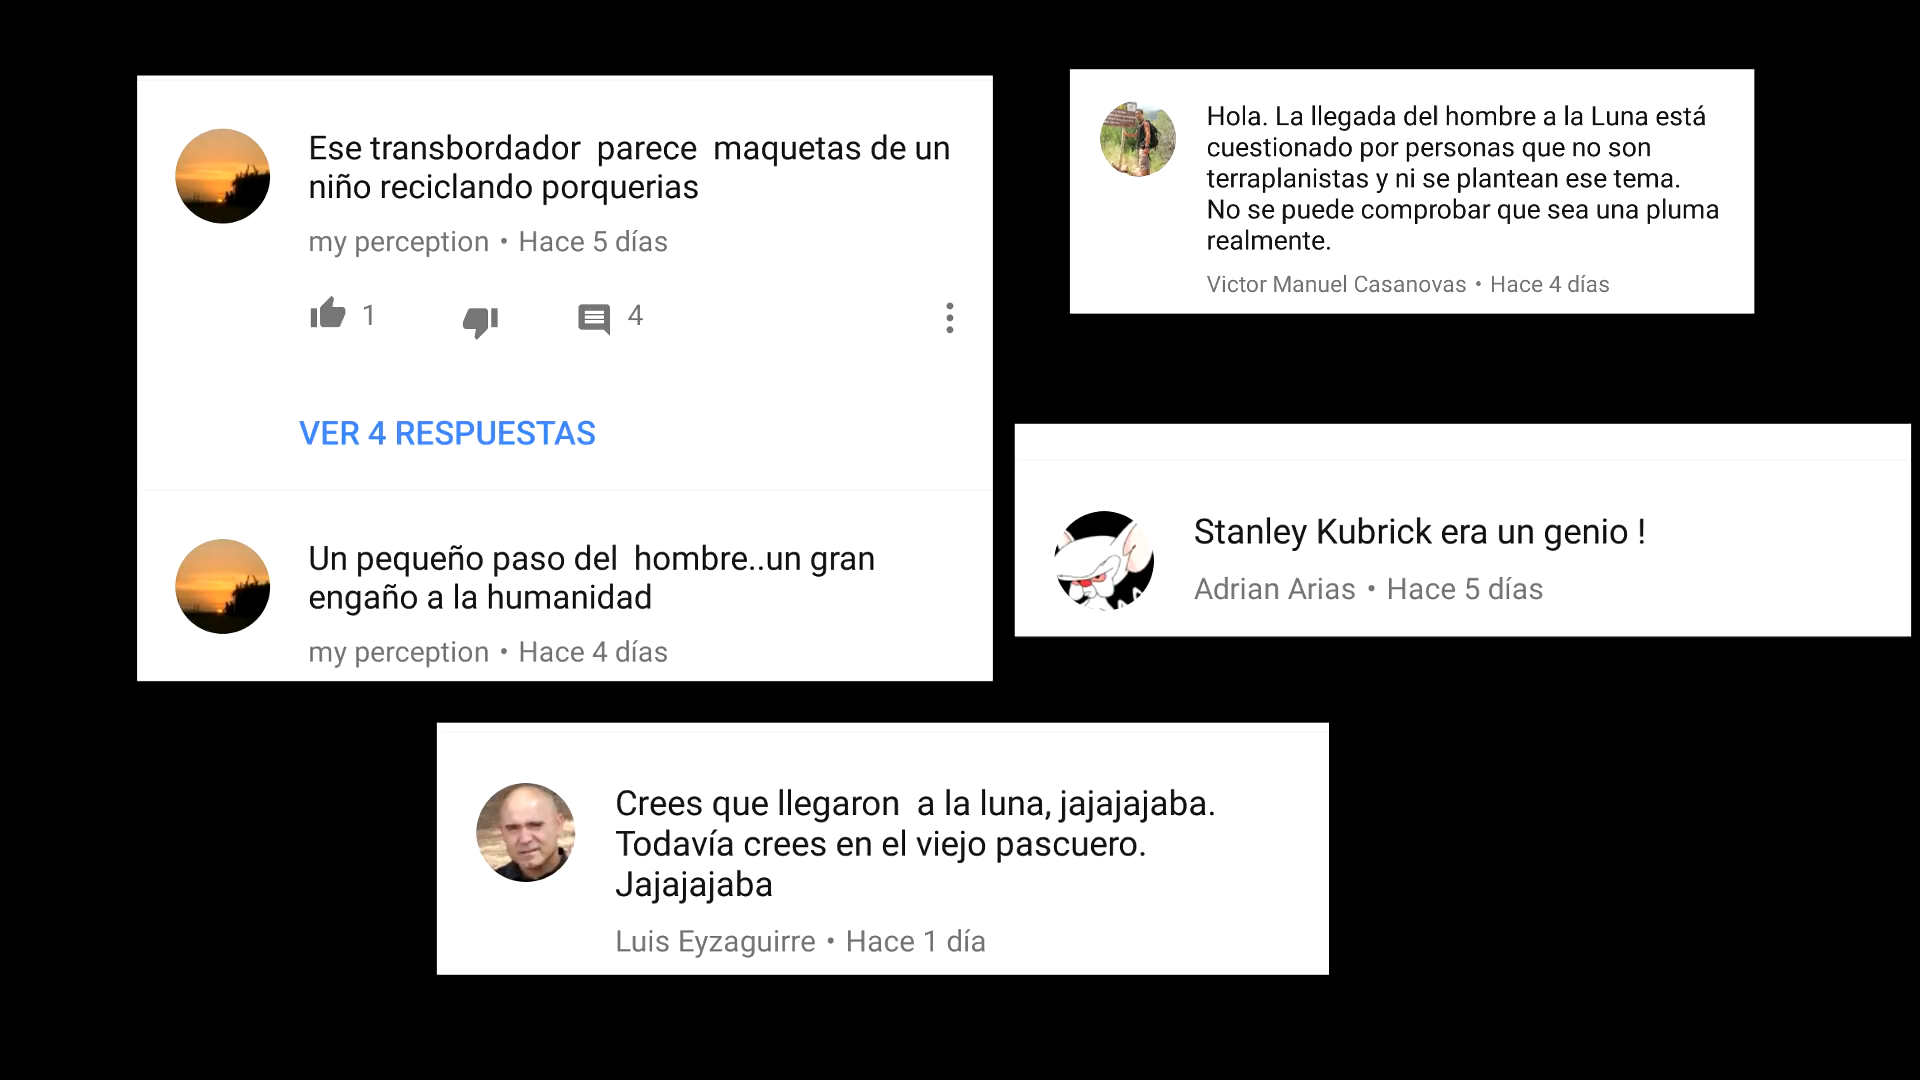 Ese transbordador  parece  maquetas de un
niño reciclando porquerias
my perception • Hace 5 días
1
4
VER 4 RESPUESTAS
Un pequeño paso del  hombre..un gran
engaño a la humanidad
my perception • Hace 4 días
Hola. La llegada del hombre a la Luna está
cuestionado por personas que no son
terraplanistas y ni se plantean ese tema.
No se puede comprobar que sea una pluma
realmente.
Victor Manuel Casanovas • Hace 4 días
Stanley Kubrick era un genio !
Adrian Arias • Hace 5 días
Crees que llegaron  a la luna, jajajajaba.
Todavía crees en el viejo pascuero.
Jajajajaba
Luis Eyzaguirre • Hace 1 día